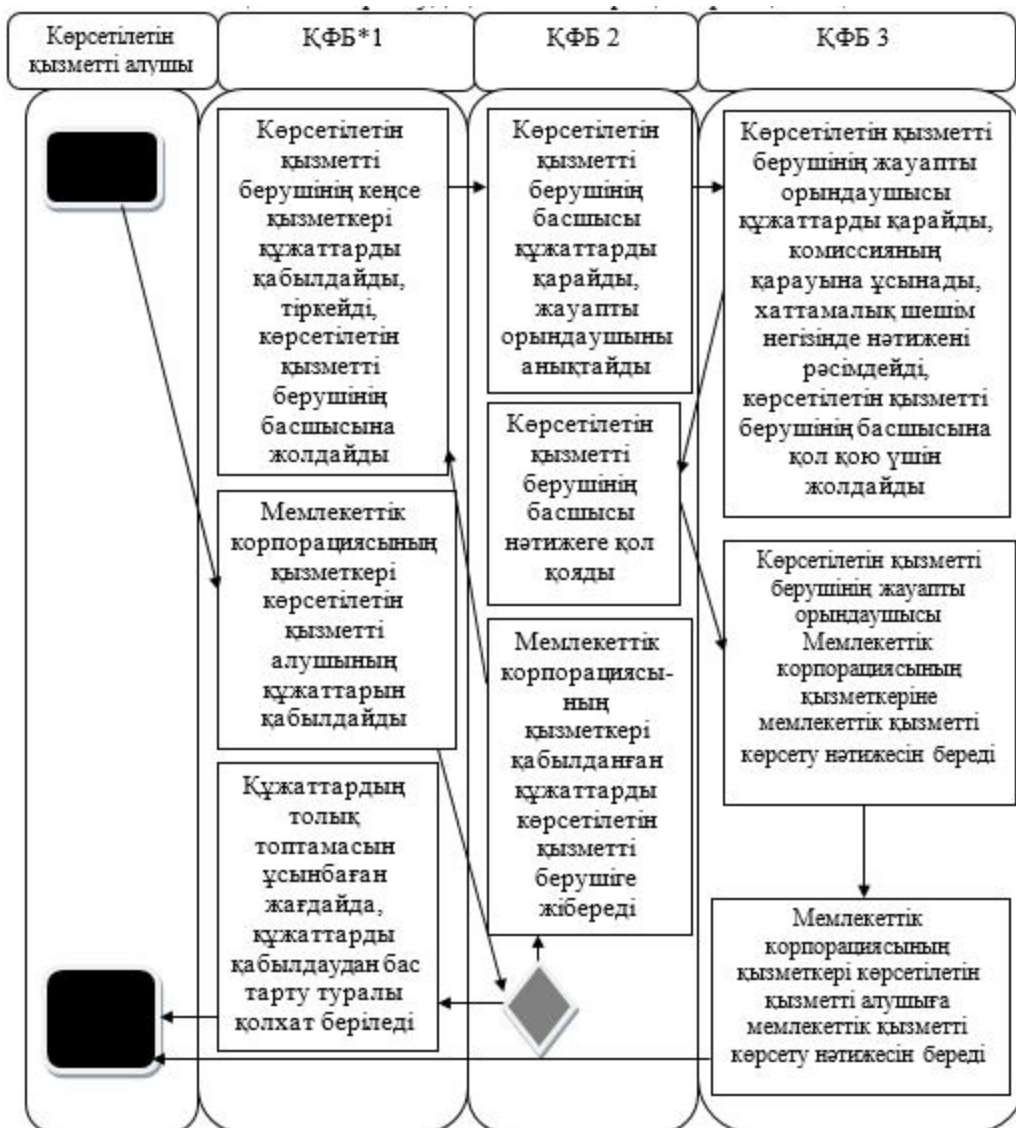 Көрсетілетін
қызметті алушы
ҚФБ*1
ҚФБ 2
ҚФБ 3
Көрсетілетін
қызметті
берушінің кеңсе
қызметкері
құжаттарды
қабылдайды,
тіркейді,
көрсетілетін
қызметті
берушінің
басшысына
жолдайды
Мемлекеттік
корпорациясының
қызметкері
көрсетілетін
қызметті
алушының
құжаттарын
қабылдайды
Құжаттардың
толық
топтамасын
ұсынбаған
жағдайда,
құжаттарды
қабылдаудан бас
тарту туралы
қолхат беріледі
Көрсетілетін
қызметті
берушінің
басшысы
құжаттарды
қарайды,
жауапты
орындаушыны
анықтайды
Көрсетілетін
қызметті
берушінің
басшысы
нәтижеге қол
қояды
Мемлекеттік
корпорациясы-
ның
қызметкері
қабылданған
құжаттарды
көрсетілетін
қызметті
берушіге
жібереді
Көрсетілетін қызметті
берушінің жауапты
орындаушысы
құжаттарды қарайды,
комиссияның
қарауына ұсынады,
хаттамалық шешім
негізінде нәтижені
рәсімдейді,
көрсетілетін қызметті
берушінің басшысына
қол қою үшін
жолдайды
Көрсетілетін қызметті
берушінің жауапты
орындаушысы
Мемлекеттік
корпорациясының
қызметкеріне
мемлекеттік қызметті
көрсету нәтижесін береді
Мемлекеттік
корпорациясының
қызметкері көрсетілетін
қызметті алушыға
мемлекеттік қызметті
көрсету нәтижесін береді